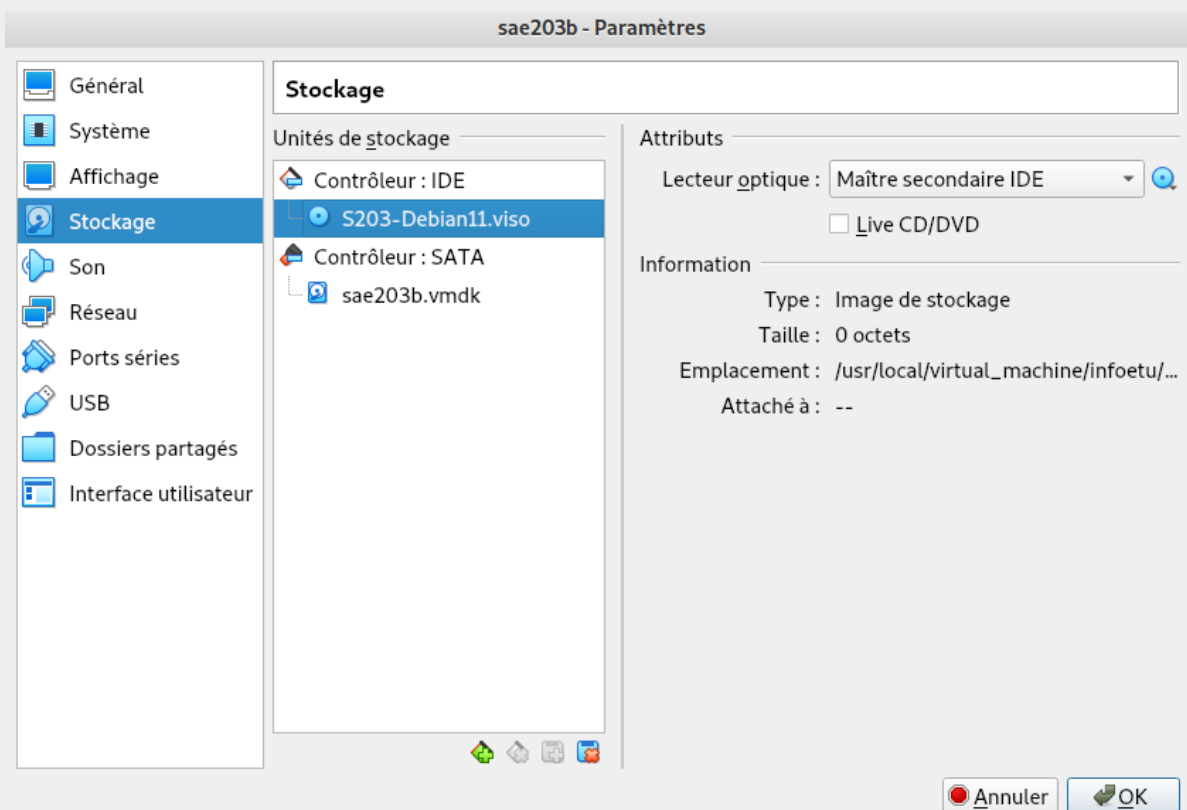 sae203b - Paramètres
Général
Système
Affichage
Stockage
Son
Réseau
Ports séries
USB
Dossiers partagés
Interface utilisateur
Stockage
Unités de stockage
Contrôleur : IDE
S203-Debian11.viso
Contrôleur : SATA
sae203b.vmdk
Attributs
Lecteur optique : Maître secondaire IDE
Live CD/DVD
Information
Type : Image de stockage
Taille : 0 octets
Emplacement : /usr/local/virtual_machine/infoetu/...
Attaché à : --
Annuler OK